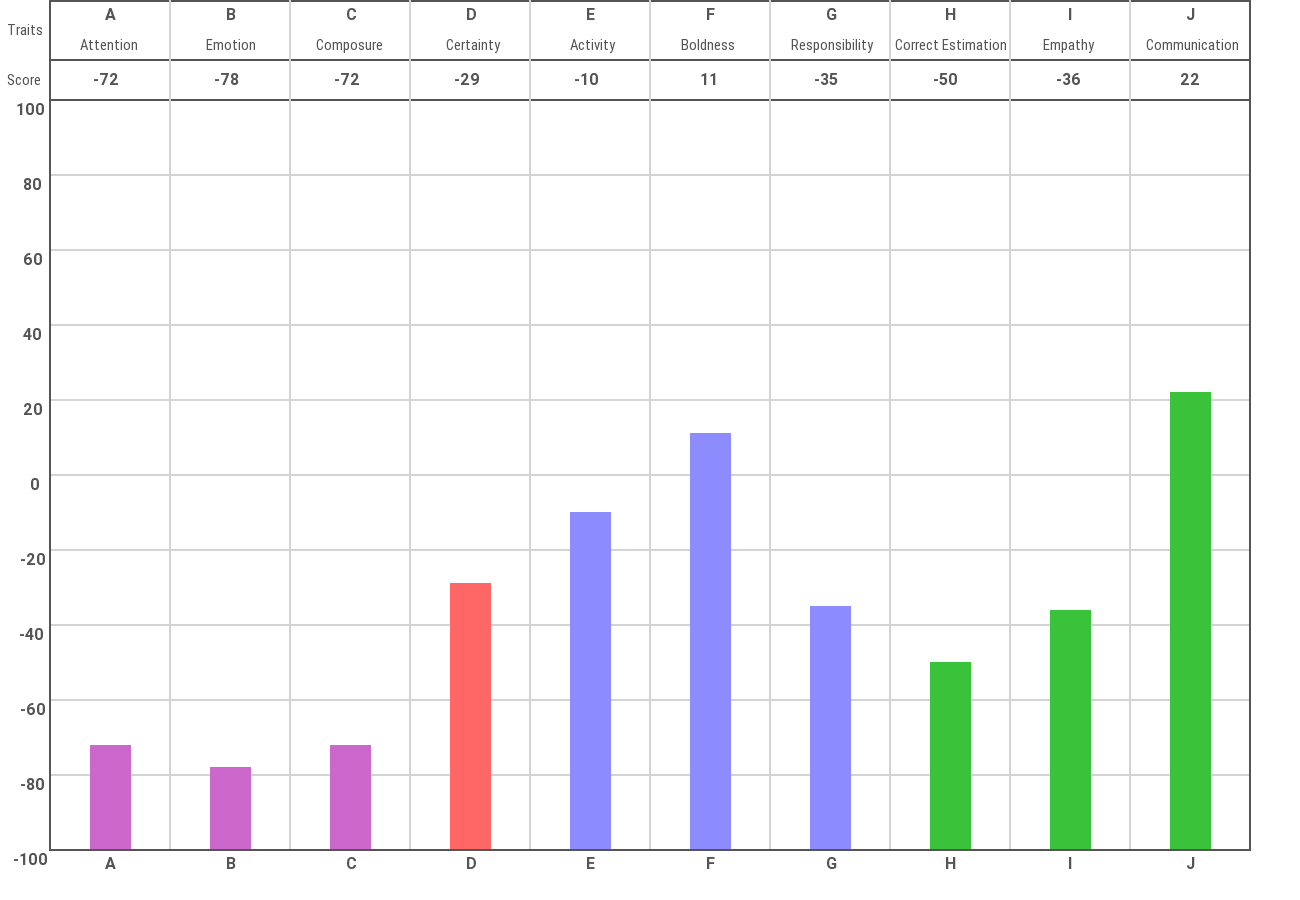 Traits A B C D E F G H I J
Attention Emotion Composure Certainty Activity Boldness Responsibility Correct Estimation Empathy Communication
Score -72 -78 -72 -29 -10 11 -35 -50 -36 22
100
80
60
40
20
0
-20
-40
-60
-80
-100
A B C D E F G H I J